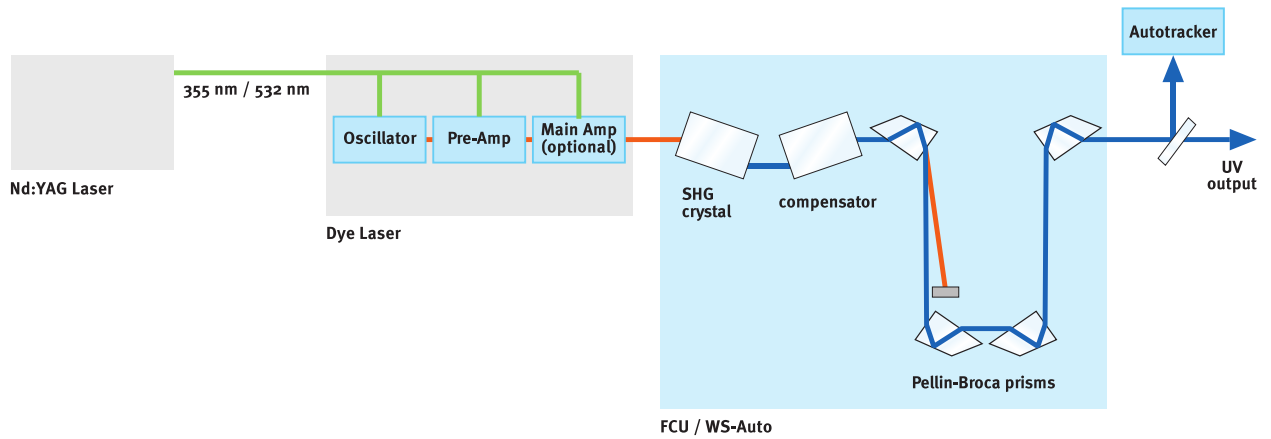 Autotracker
355 nm / 532 nm
Oscillator
Pre-Amp
Main Amp
(optional)
UV
output
Nd:YAG Laser
SHG
crystal
compensator
Dye Laser
Pellin-Broca prisms
FCU / WS-Auto